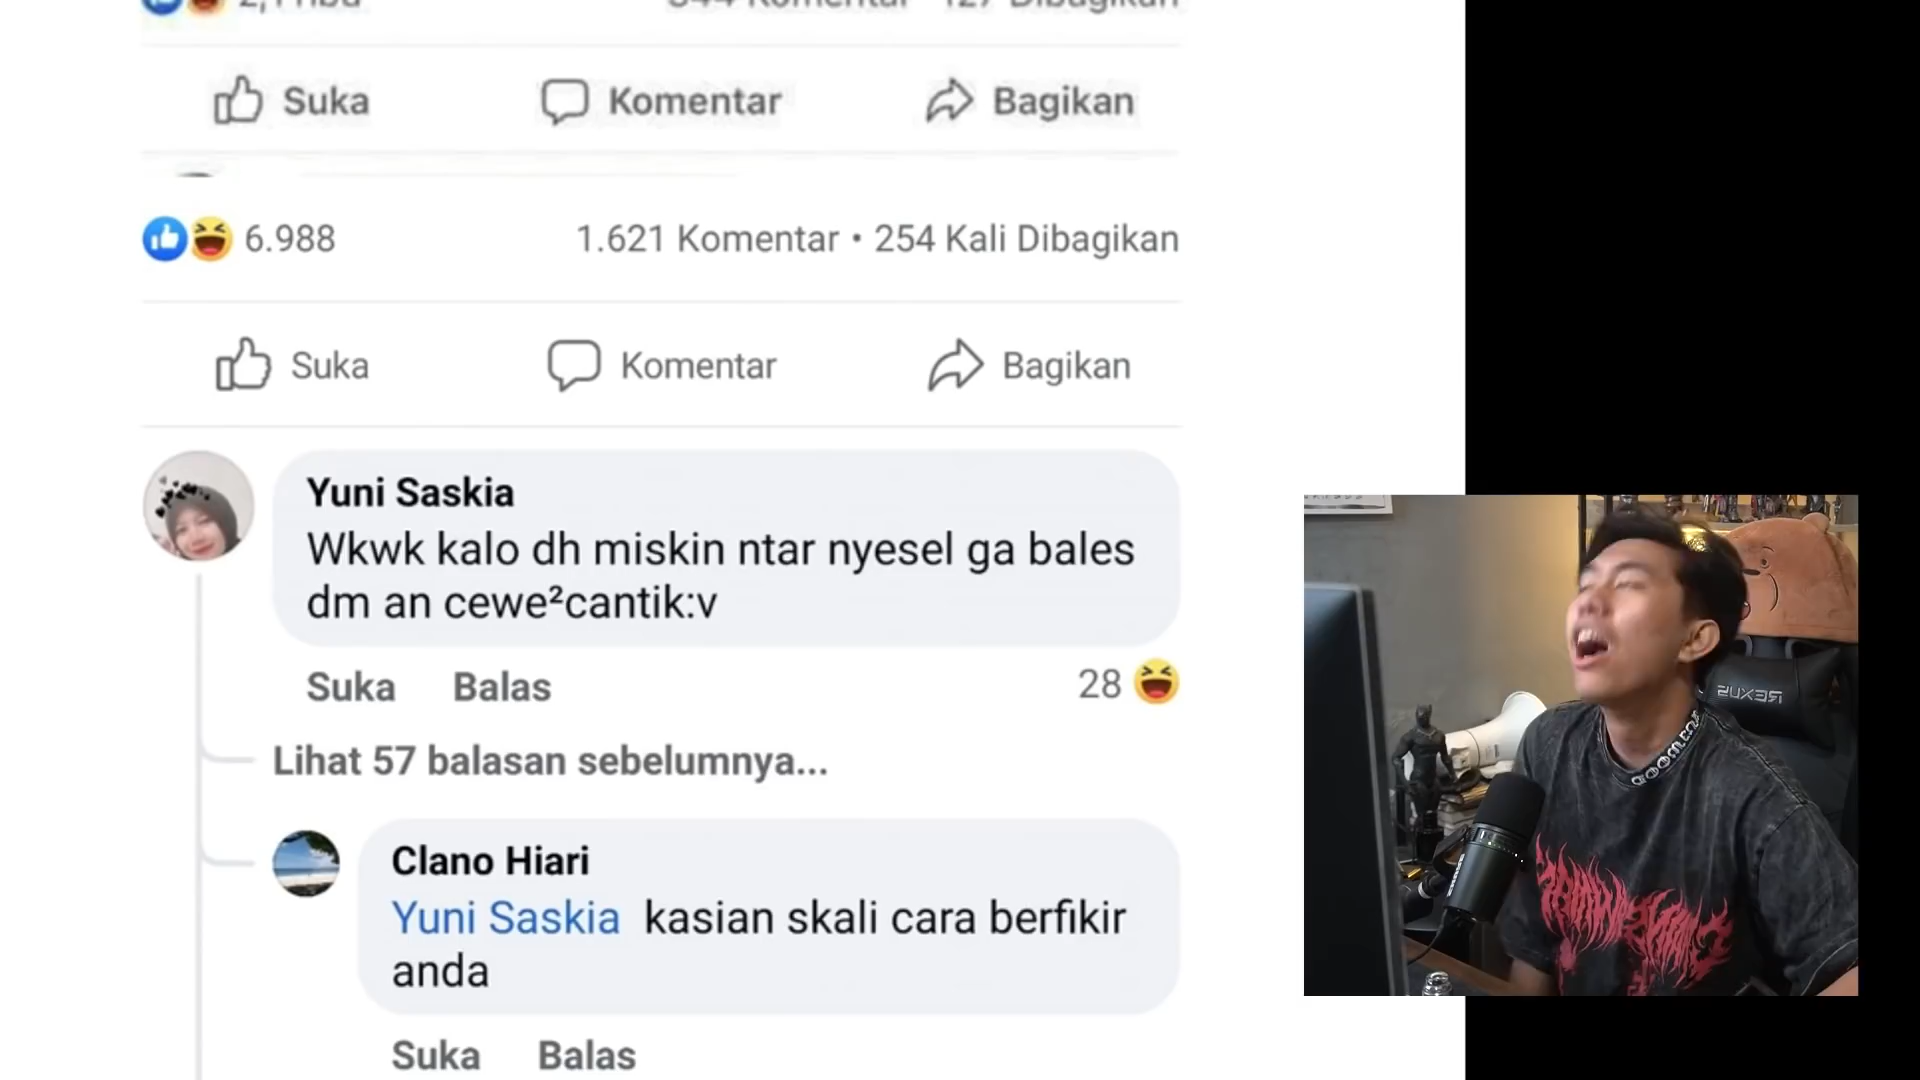 Suka Komentar Bagikan
6.988 1.621 Komentar • 254 Kali Dibagikan
Suka Komentar Bagikan
Yuni Saskia
Wkwk kalo dh miskin ntar nyesel ga bales
dm an cewe²cantik:v
Suka Balas 28
Lihat 57 balasan sebelumnya...
Clano Hiari
Yuni Saskia kasian skali cara berfikir
anda
Suka Balas
REXUS